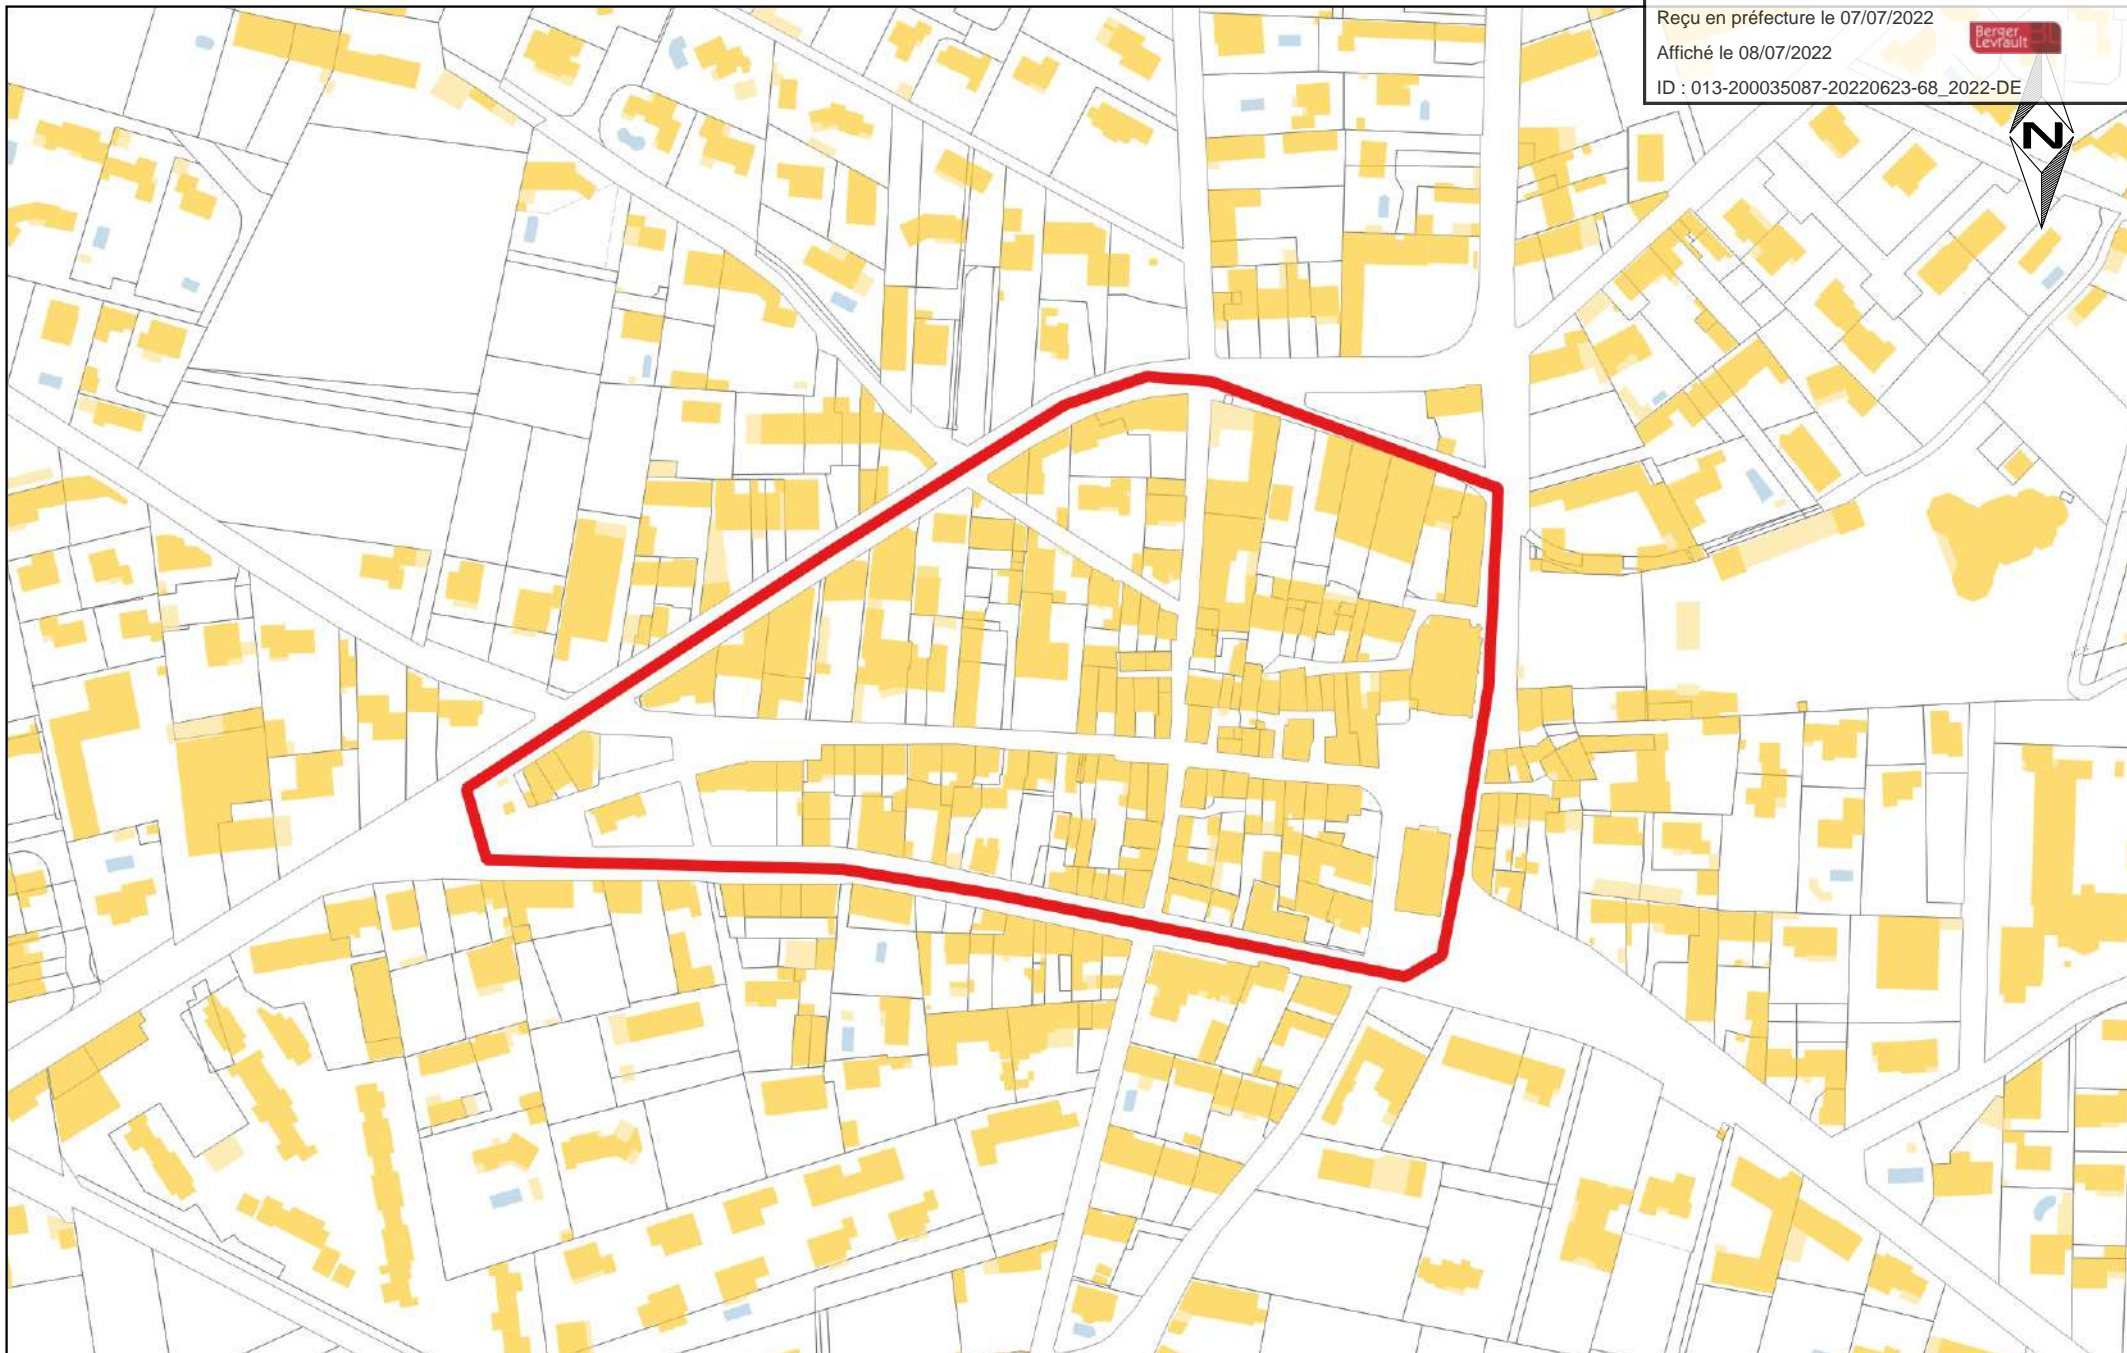 Reçu en préfecture le 07/07/2022
Berger
Levrault
Affiché le 08/07/2022
ID : 013-200035087-20220623-68_2022-DE
N